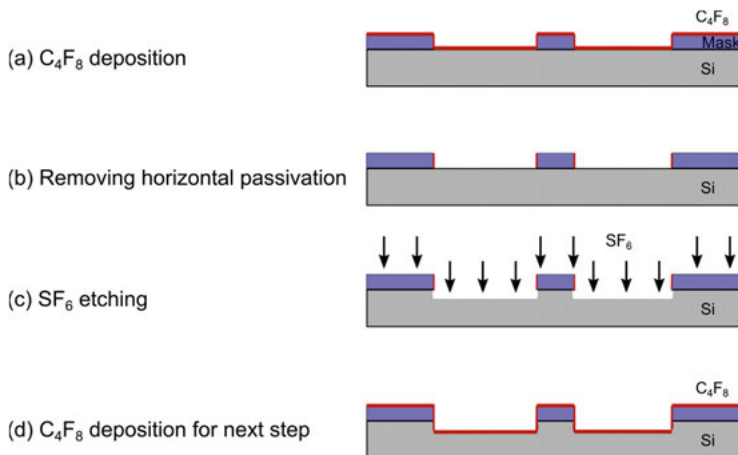 C₄F₈
(a) C₄F₈ deposition
Mask
Si
(b) Removing horizontal passivation
Si
SF₆
(c) SF₆ etching
Si
C₄F₈
(d) C₄F₈ deposition for next step
Si